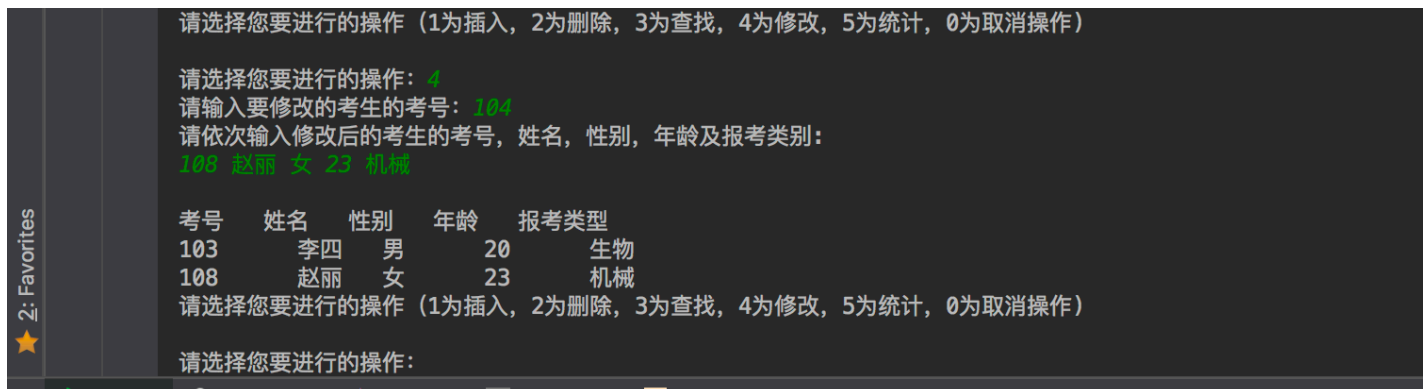 请选择您要进行的操作（1为插入，2为删除，3为查找，4为修改，5为统计，0为取消操作）
请选择您要进行的操作：4
请输入要修改的考生的考号：104
请依次输入修改后的考生的考号，姓名，性别，年龄及报考类别：
108 赵丽 女 23 机械
考号 姓名 性别 年龄 报考类型
103 李四 男 20 生物
108 赵丽 女 23 机械
请选择您要进行的操作（1为插入，2为删除，3为查找，4为修改，5为统计，0为取消操作）
请选择您要进行的操作：
2: Favorites